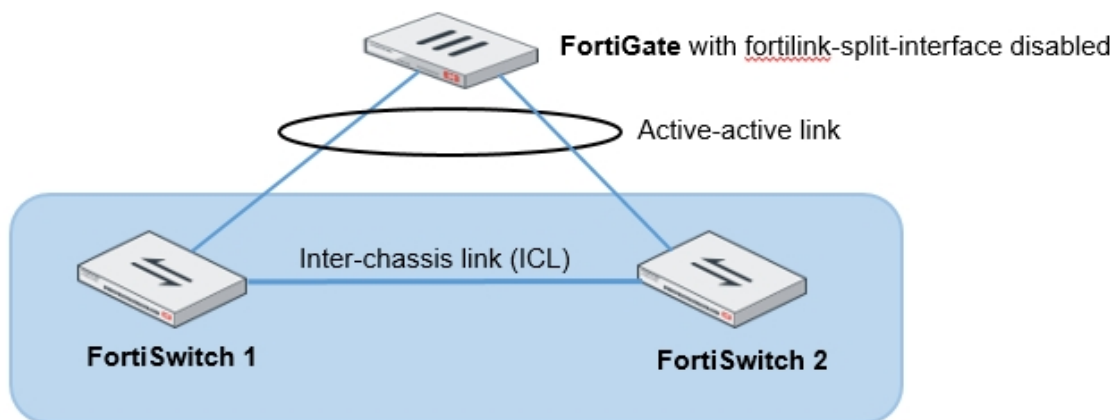 FortiGate with fortilink-split-interface disabled
Active-active link
Inter-chassis link (ICL)
FortiSwitch 1
FortiSwitch 2